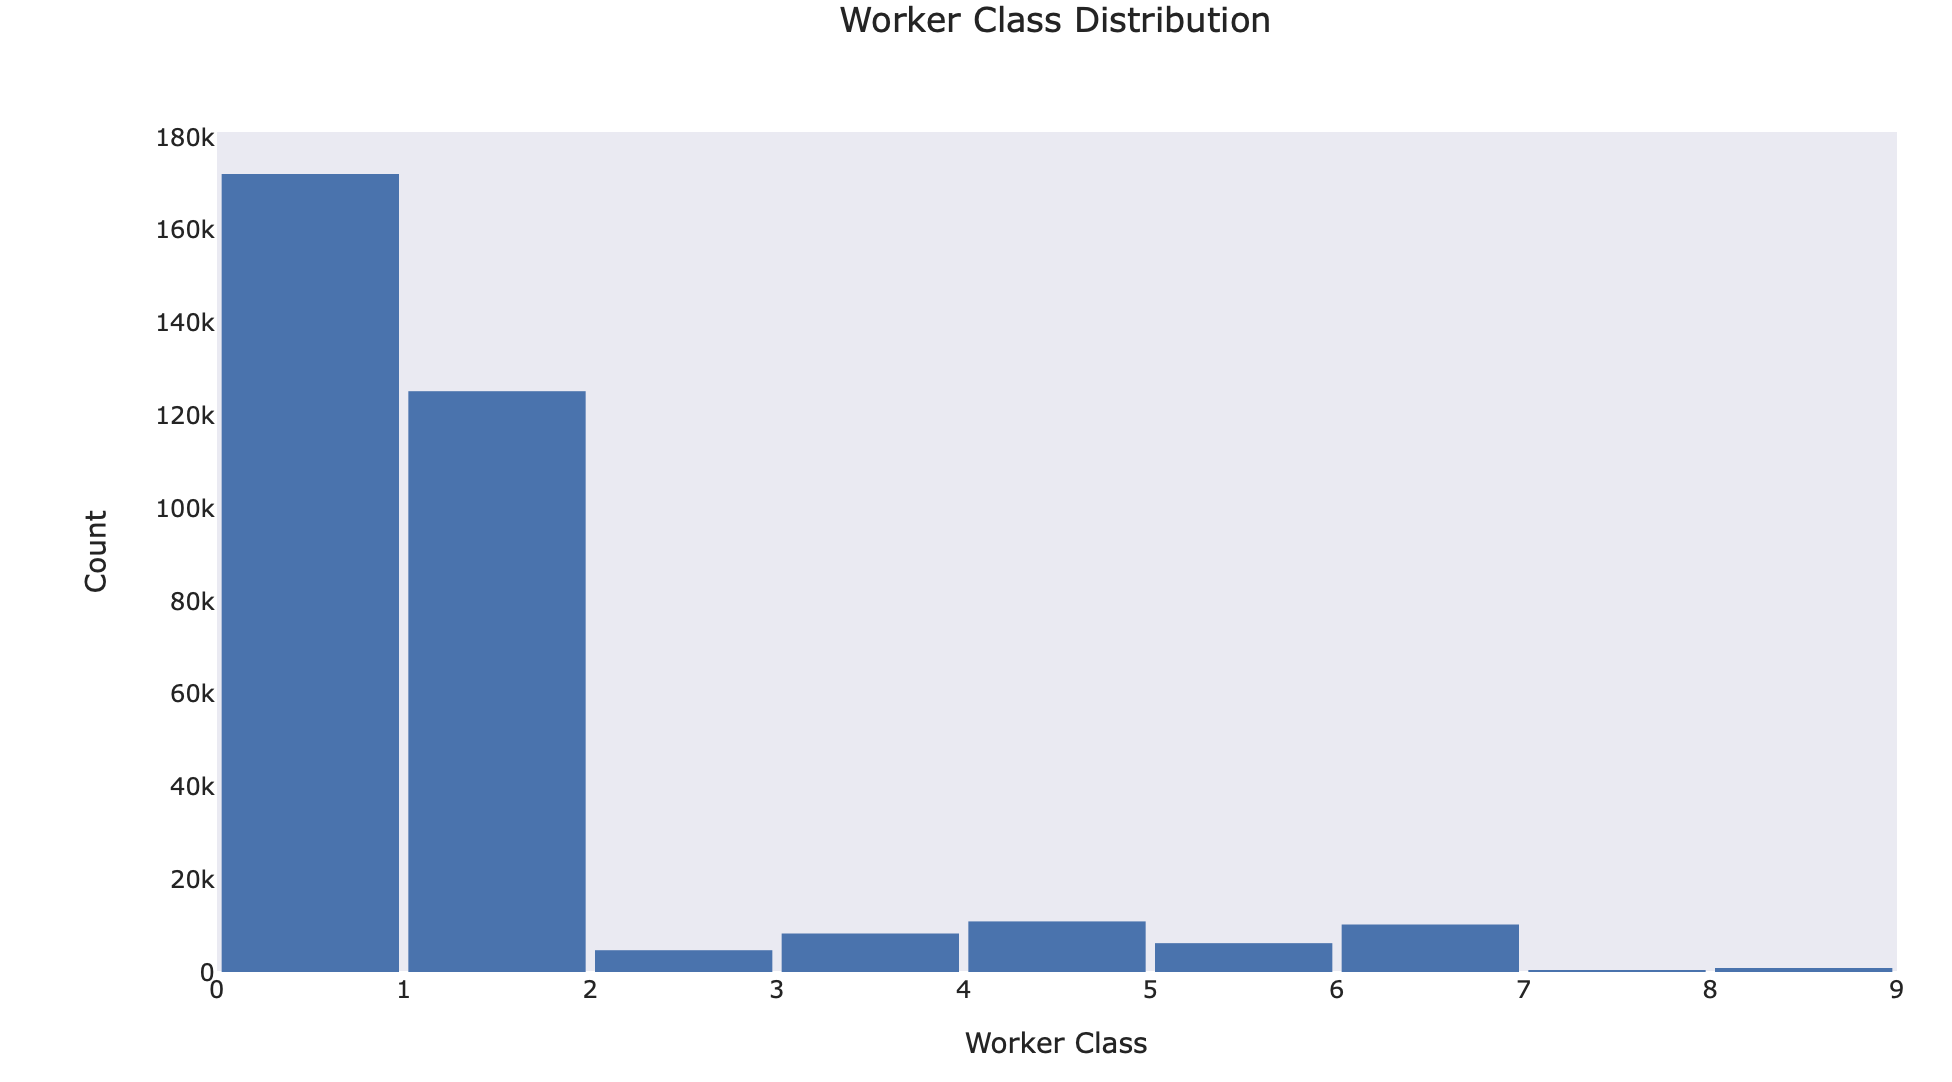 Worker Class Distribution
180k
160k
140k
120k
100k
80k
60k
40k
20k
0
Count
0 1 2 3 4 5 6 7 8 9
Worker Class